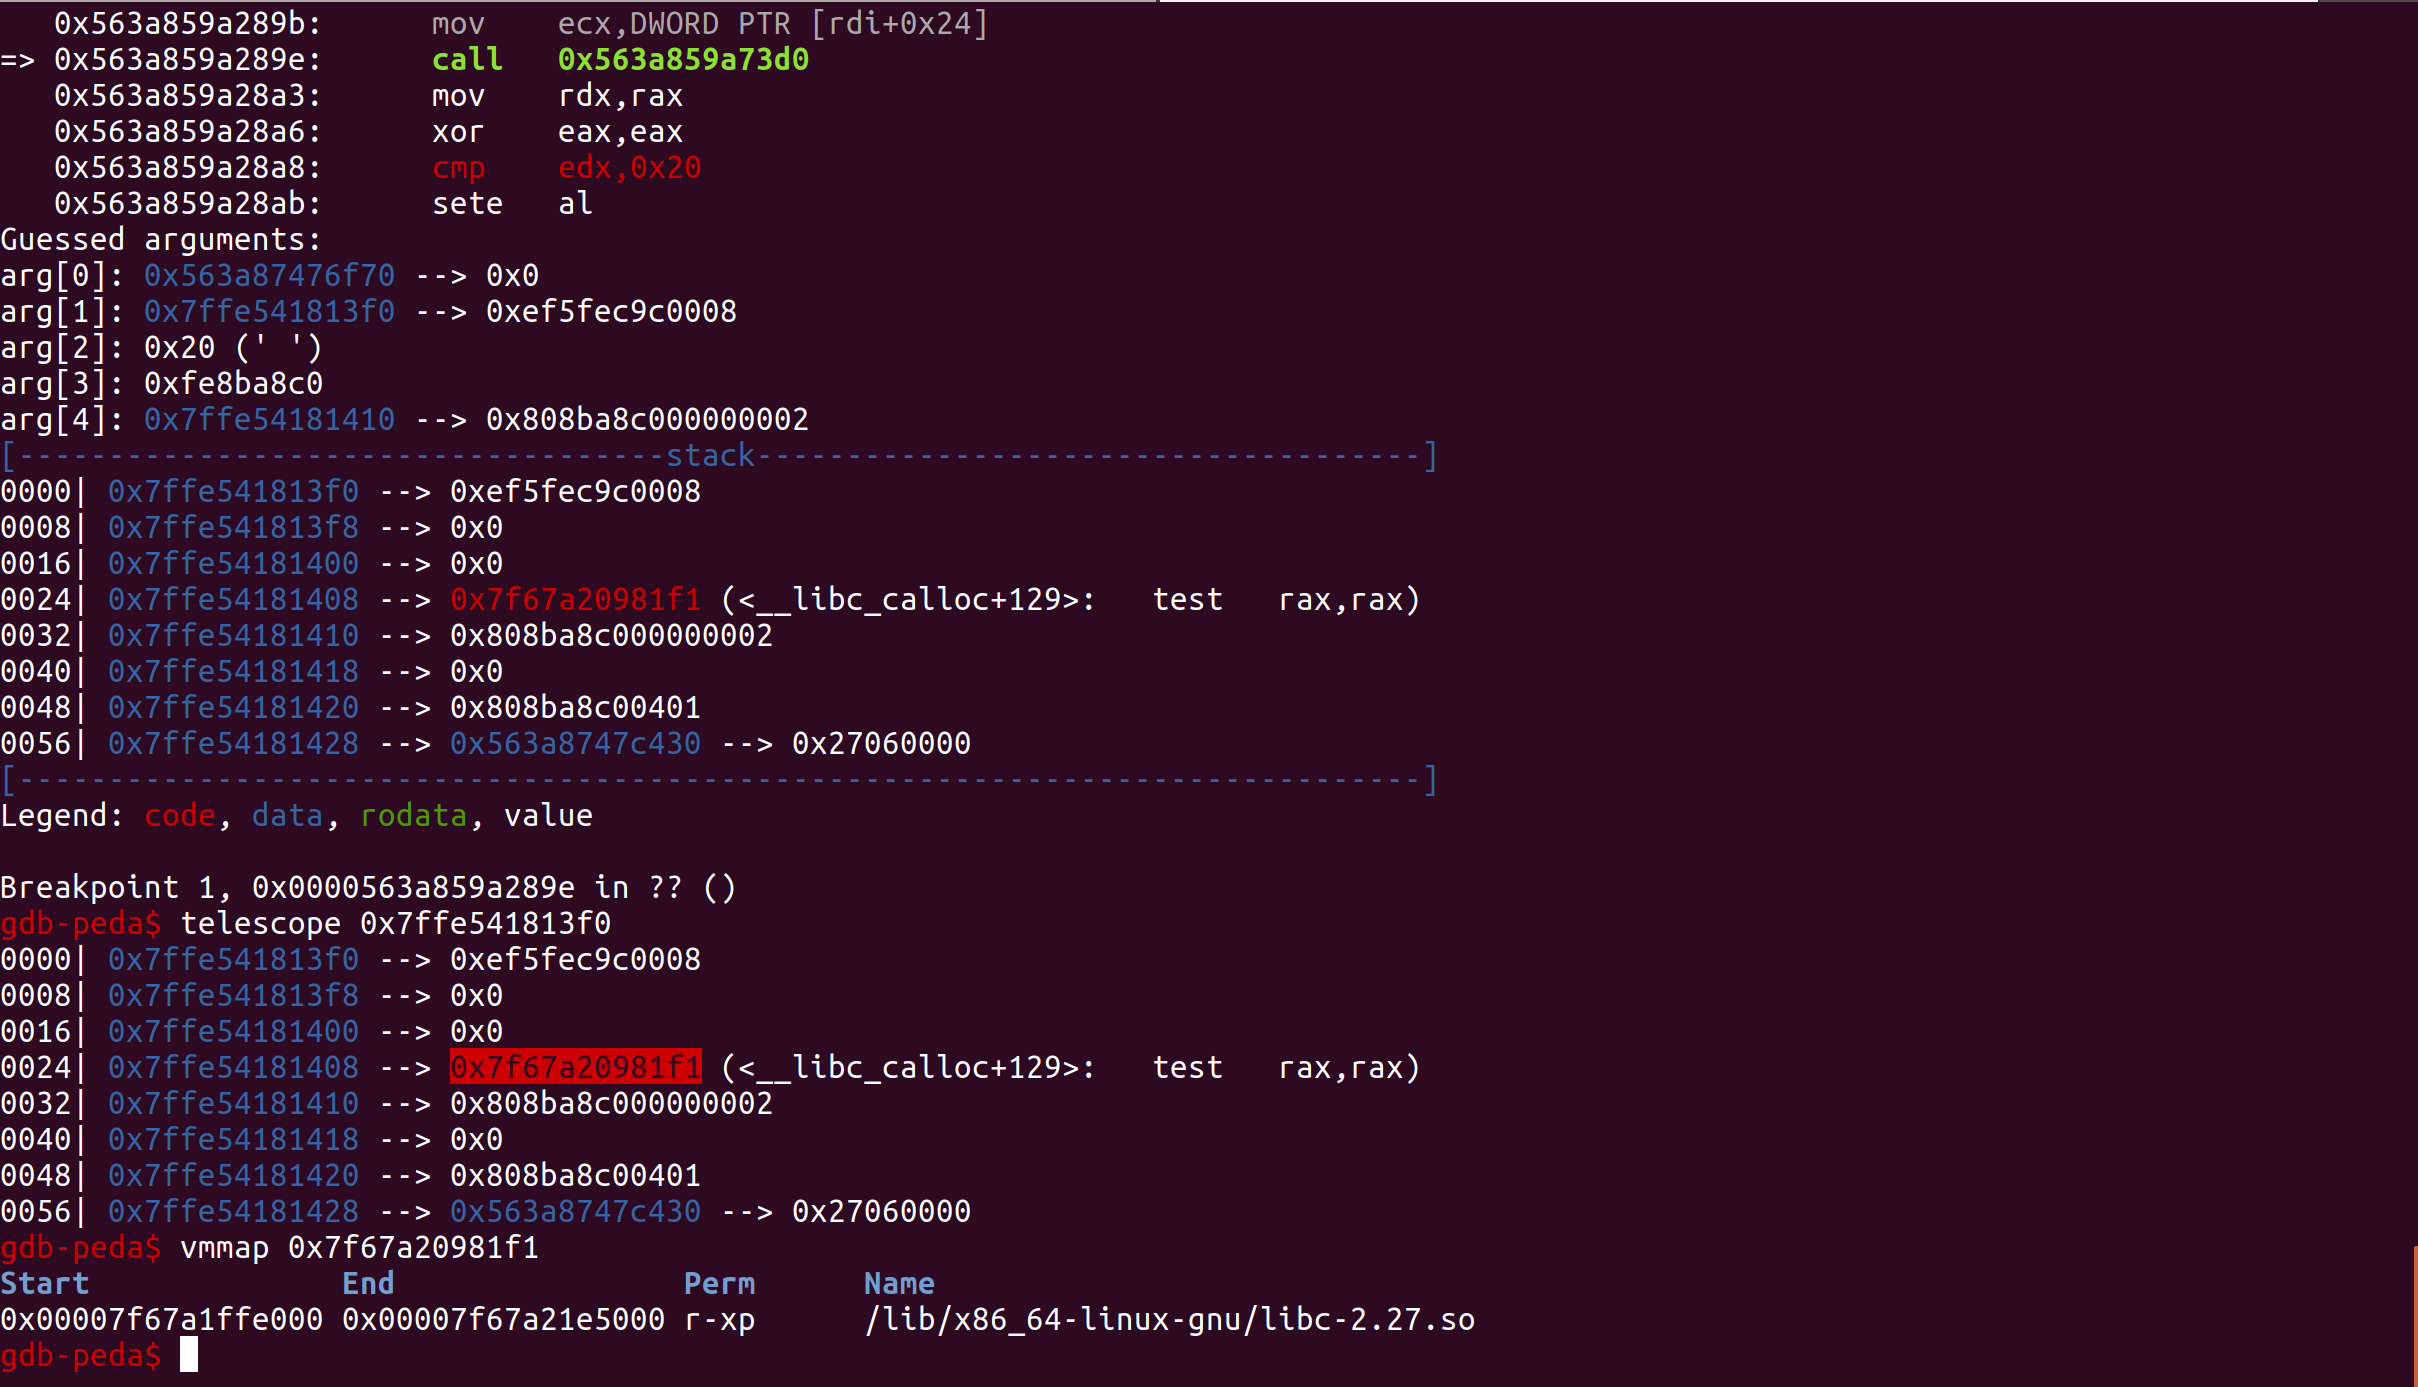 0x563a859a289b:	mov    ecx,DWORD PTR [rdi+0x24]
=> 0x563a859a289e:	call   0x563a859a73d0
   0x563a859a28a3:	mov    rdx,rax
   0x563a859a28a6:	xor    eax,eax
   0x563a859a28a8:	cmp    edx,0x20
   0x563a859a28ab:	sete   al
Guessed arguments:
arg[0]: 0x563a87476f70 --> 0x0
arg[1]: 0x7ffe541813f0 --> 0xef5fec9c0008
arg[2]: 0x20 (' ')
arg[3]: 0xfe8ba8c0
arg[4]: 0x7ffe54181410 --> 0x808ba8c000000002
[------------------------------------stack-------------------------------------]
0000| 0x7ffe541813f0 --> 0xef5fec9c0008
0008| 0x7ffe541813f8 --> 0x0
0016| 0x7ffe54181400 --> 0x0
0024| 0x7ffe54181408 --> 0x7f67a20981f1 (<__libc_calloc+129>:	test   rax,rax)
0032| 0x7ffe54181410 --> 0x808ba8c000000002
0040| 0x7ffe54181418 --> 0x0
0048| 0x7ffe54181420 --> 0x808ba8c00401
0056| 0x7ffe54181428 --> 0x563a8747c430 --> 0x27060000
[------------------------------------------------------------------------------]
Legend: code, data, rodata, value
Breakpoint 1, 0x0000563a859a289e in ?? ()
gdb-peda$ telescope 0x7ffe541813f0
0000| 0x7ffe541813f0 --> 0xef5fec9c0008
0008| 0x7ffe541813f8 --> 0x0
0016| 0x7ffe54181400 --> 0x0
0024| 0x7ffe54181408 --> 0x7f67a20981f1 (<__libc_calloc+129>:	test   rax,rax)
0032| 0x7ffe54181410 --> 0x808ba8c000000002
0040| 0x7ffe54181418 --> 0x0
0048| 0x7ffe54181420 --> 0x808ba8c00401
0056| 0x7ffe54181428 --> 0x563a8747c430 --> 0x27060000
gdb-peda$ vmmap 0x7f67a20981f1
Start              End                Perm	Name
0x00007f67a1ffe000 0x00007f67a21e5000 r-xp	/lib/x86_64-linux-gnu/libc-2.27.so
gdb-peda$